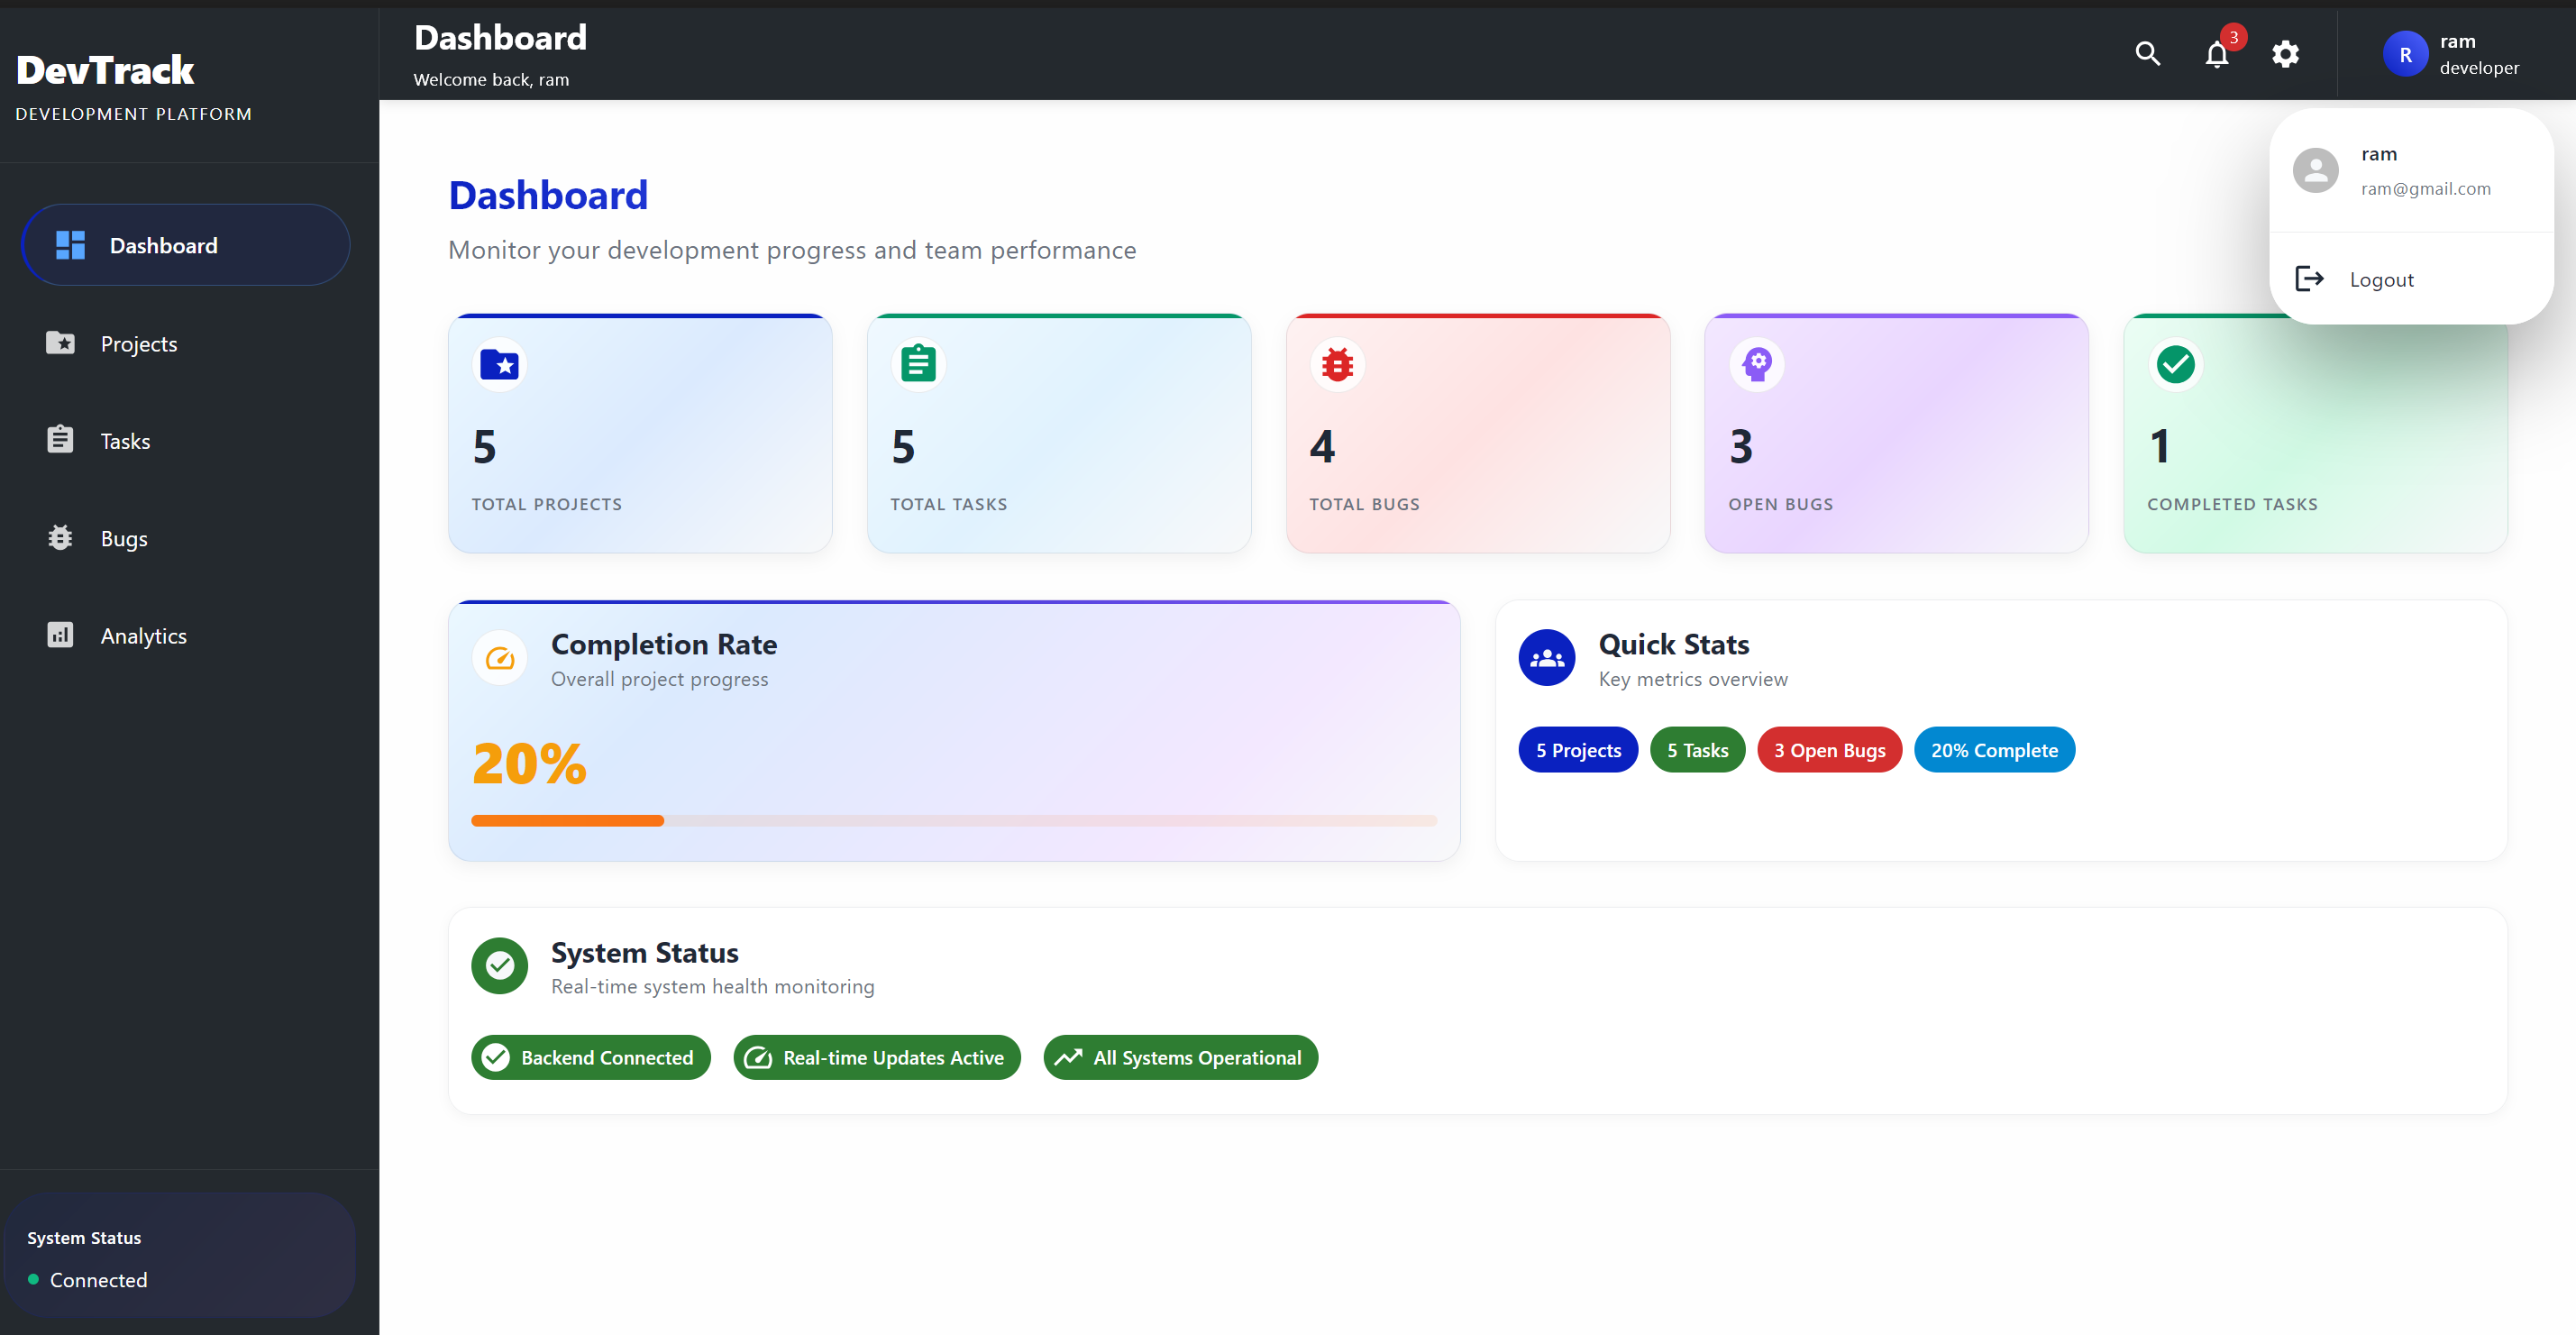 DevTrack
DEVELOPMENT PLATFORM
Dashboard
Projects
Tasks
Bugs
Analytics
System Status
Connected
Dashboard
Welcome back, ram
3
R
ram
developer
ram
ram@gmail.com
Logout
Dashboard
Monitor your development progress and team performance
5
TOTAL PROJECTS
5
TOTAL TASKS
4
TOTAL BUGS
3
OPEN BUGS
1
COMPLETED TASKS
Completion Rate
Overall project progress
20%
Quick Stats
Key metrics overview
5 Projects
5 Tasks
3 Open Bugs
20% Complete
System Status
Real-time system health monitoring
Backend Connected
Real-time Updates Active
All Systems Operational